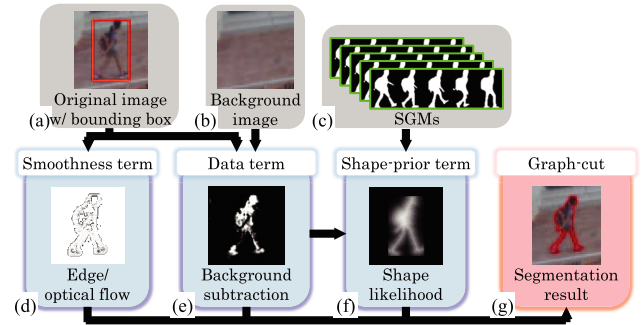 (a)
Original image
w/ bounding box
(b)
Background
image
(c)
SGMs
Smoothness term
Data term
Shape-prior term
Graph-cut
(d)
Edge/
optical flow
(e)
Background
subtraction
(f)
Shape
likelihood
(g)
Segmentation
result